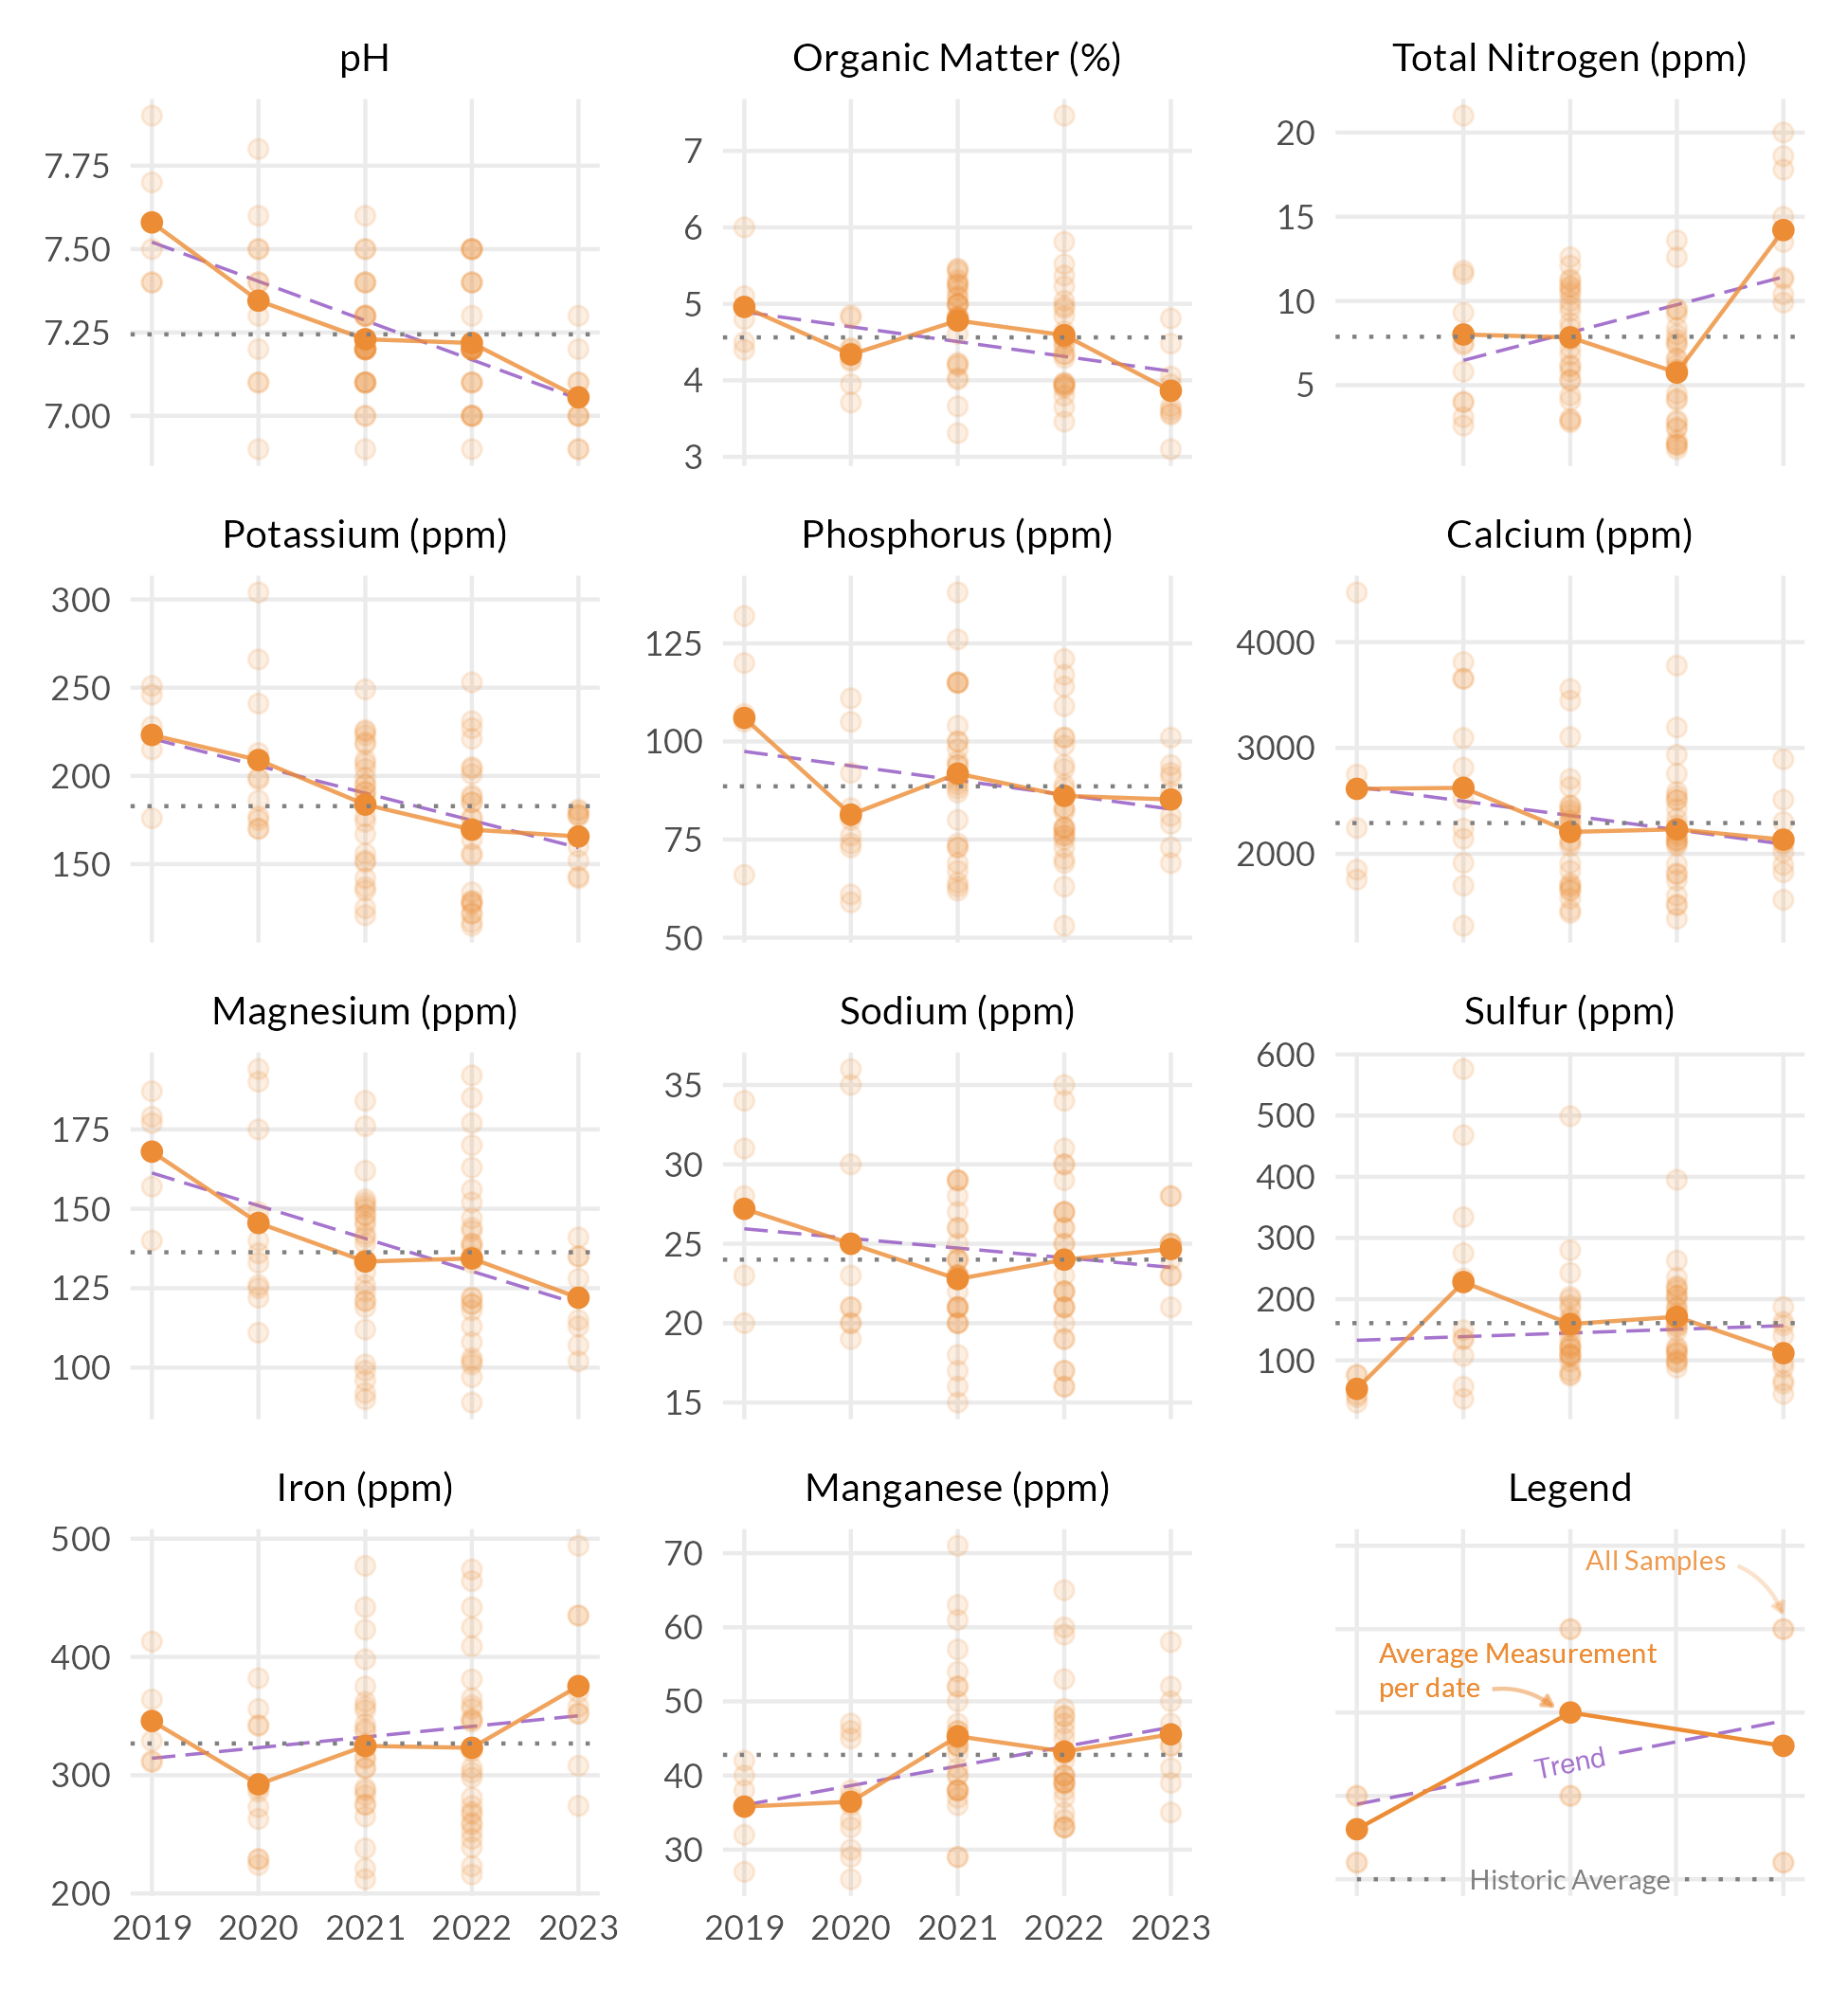 pH
Organic Matter (%)
Total Nitrogen (ppm)
7.75
7.50
7.25
7.00
7
6
5
4
3
20
15
10
5
Potassium (ppm)
Phosphorus (ppm)
Calcium (ppm)
300
250
200
150
125
100
75
50
4000
3000
2000
Magnesium (ppm)
Sodium (ppm)
Sulfur (ppm)
175
150
125
100
35
30
25
20
15
600
500
400
300
200
100
Iron (ppm)
Manganese (ppm)
Legend
500
400
300
200
2019 2020 2021 2022 2023
70
60
50
40
30
2019 2020 2021 2022 2023
All Samples
Average Measurement
per date
Trend
Historic Average